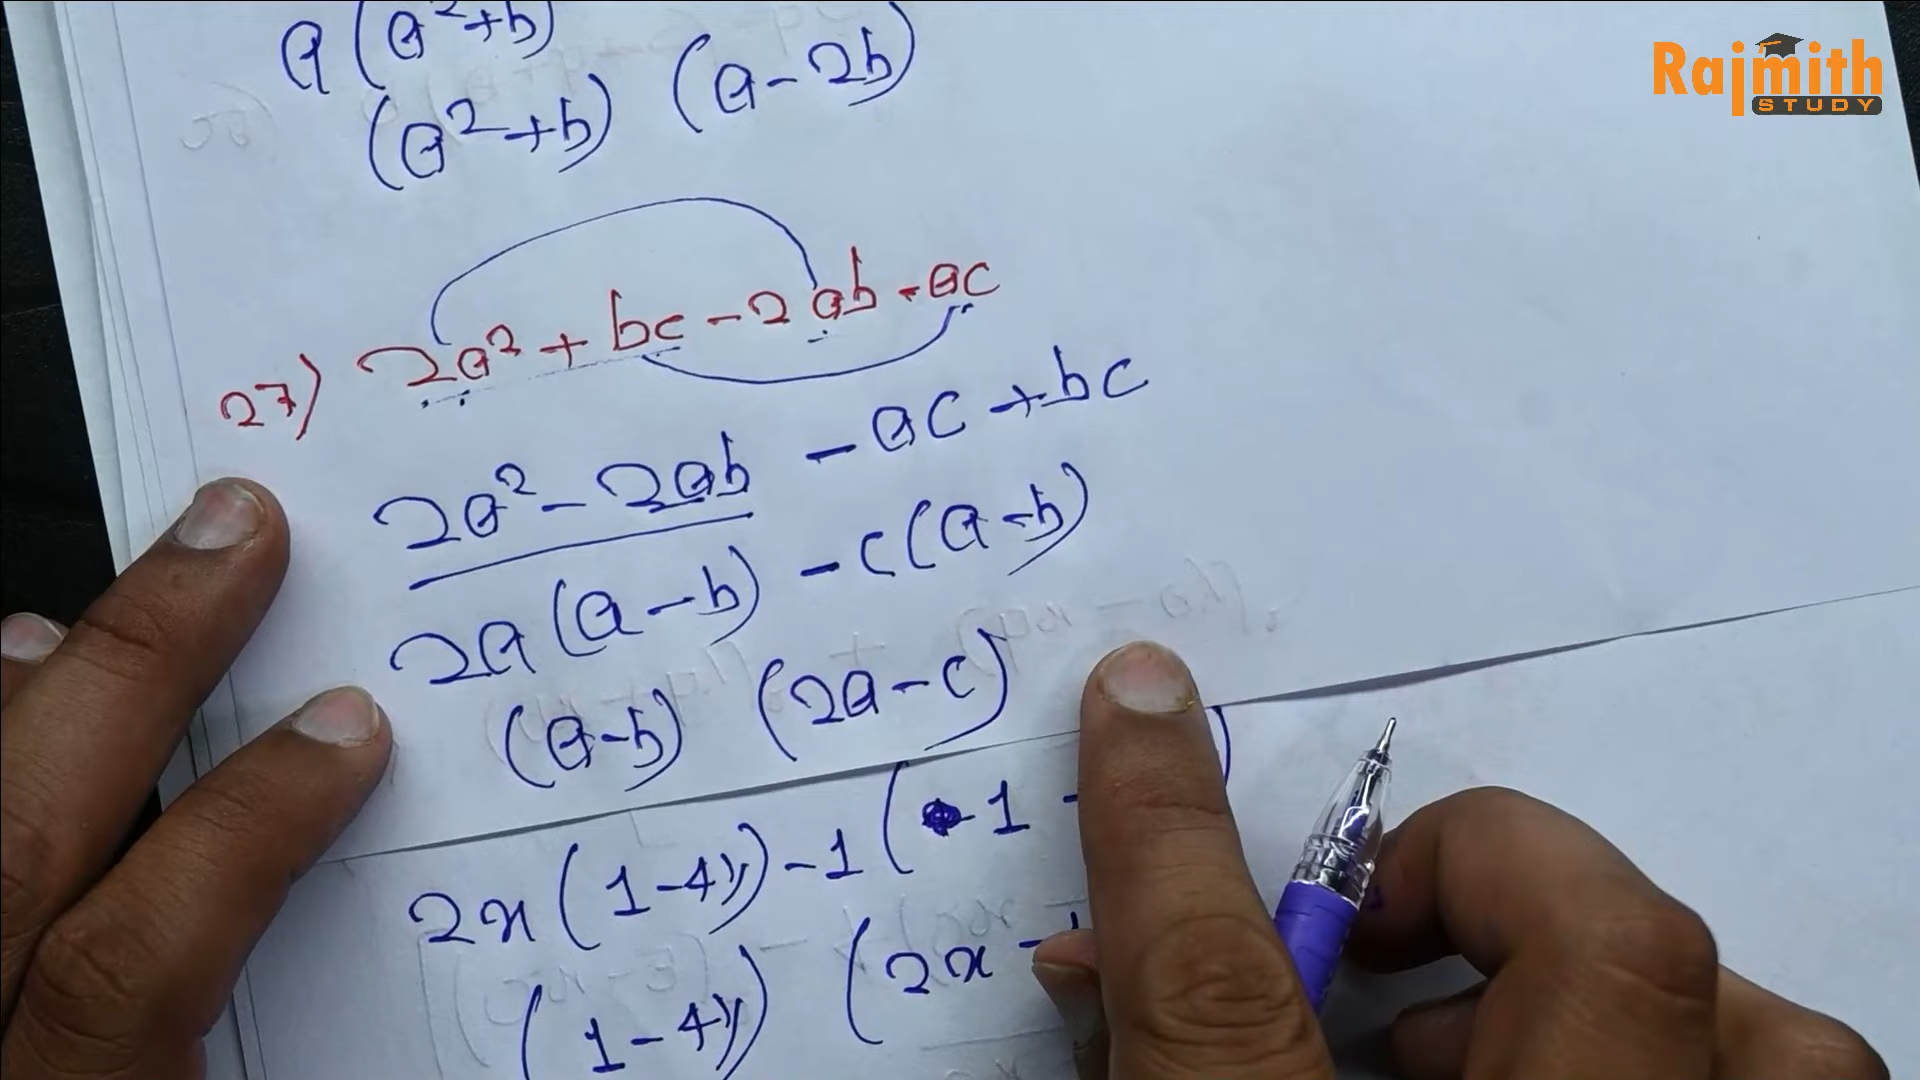 Rajmith
STUDY
a(a²+b)
(a²+b) (a-2b)
27) 2a² + bc - 2ab - ac
2a² - 2ab - ac + bc
2a(a-b) - c(a-b)
(a-b) (2a-c)
2x(1-4y) - 1(1 -
(1-4y) (2x -